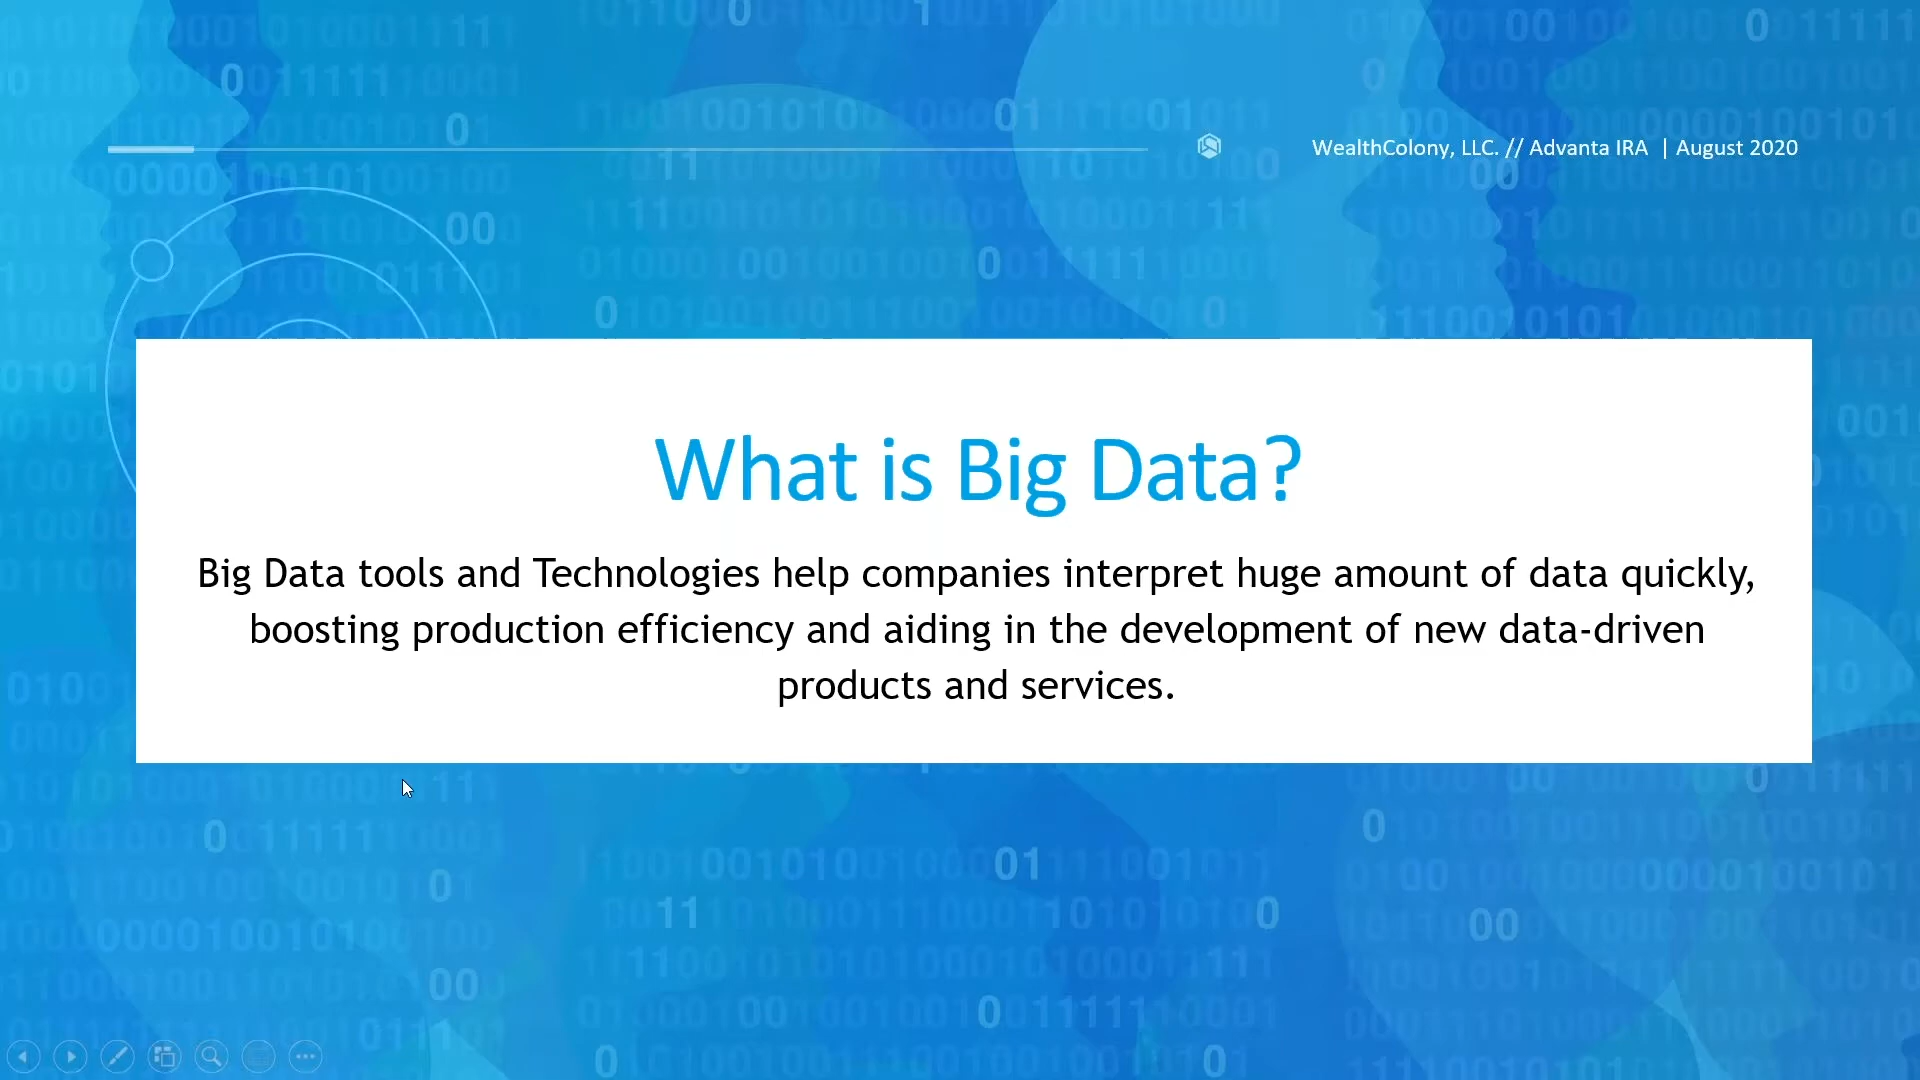 WealthColony, LLC. // Advanta IRA | August 2020
What is Big Data?
Big Data tools and Technologies help companies interpret huge amount of data quickly,
boosting production efficiency and aiding in the development of new data-driven
products and services.